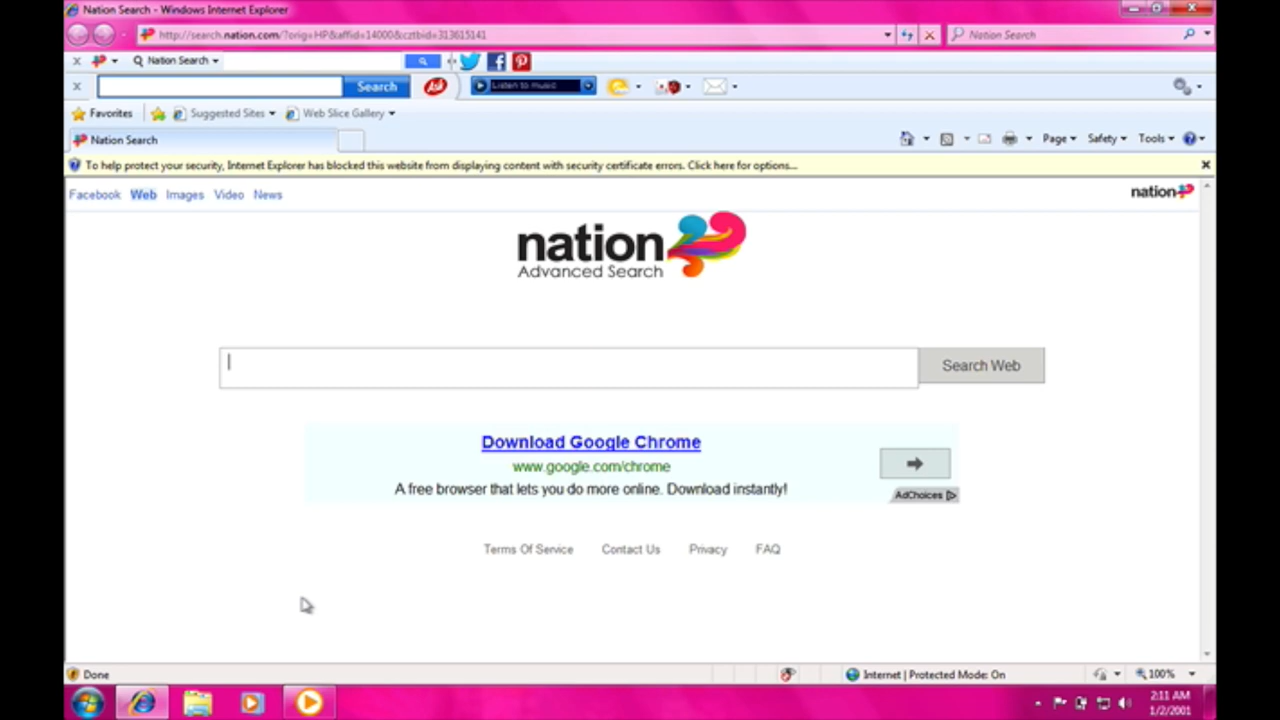 Nation Search - Windows Internet Explorer
http://search.nation.com/?orig=HP&affid=14000&cztbid=313615141
Nation Search
Nation Search
Search
Ask
Listen to music
Favorites
Suggested Sites
Web Slice Gallery
Nation Search
Page
Safety
Tools
To help protect your security, Internet Explorer has blocked this website from displaying content with security certificate errors. Click here for options...
Facebook Web Images Video News
nation
nation
Advanced Search
Search Web
Download Google Chrome
www.google.com/chrome
A free browser that lets you do more online. Download instantly!
AdChoices
Terms Of Service Contact Us Privacy FAQ
Done
Internet | Protected Mode: On
100%
2:11 AM
1/2/2001